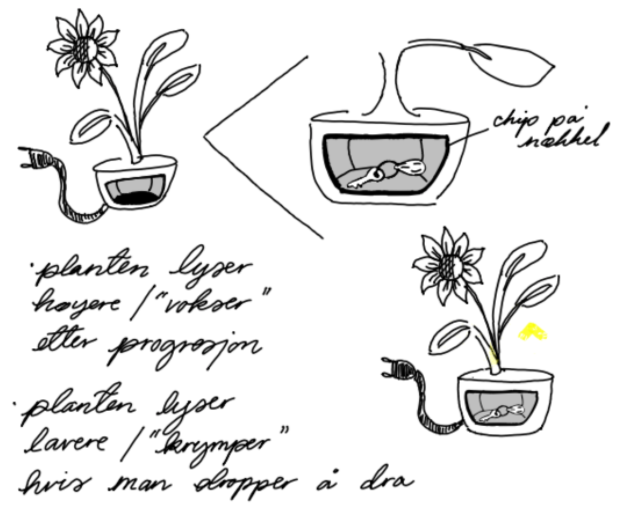 chip på
nøkkel
· planten lyser
høyere / "vokser"
etter progresjon
· planten lyser
lavere / "krymper"
hvis man dropper å dra